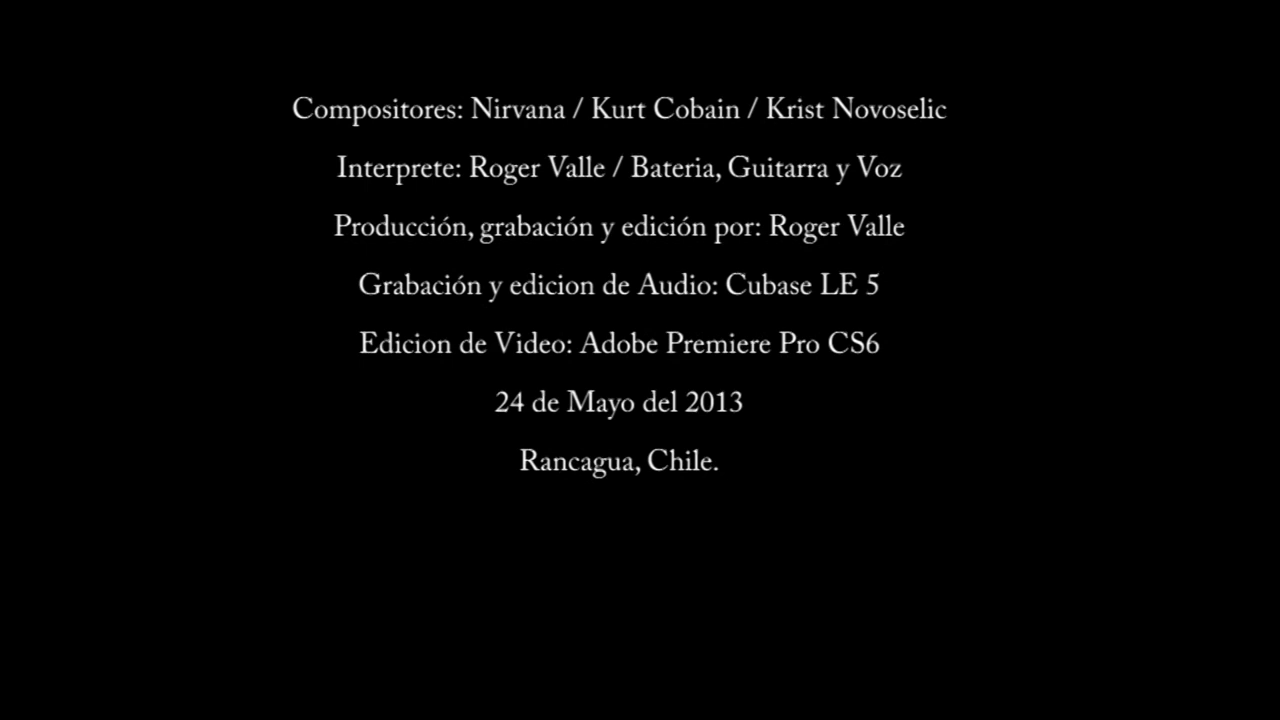 Compositores: Nirvana / Kurt Cobain / Krist Novoselic
Interprete: Roger Valle / Bateria, Guitarra y Voz
Producción, grabación y edición por: Roger Valle
Grabación y edicion de Audio: Cubase LE 5
Edicion de Video: Adobe Premiere Pro CS6
24 de Mayo del 2013
Rancagua, Chile.